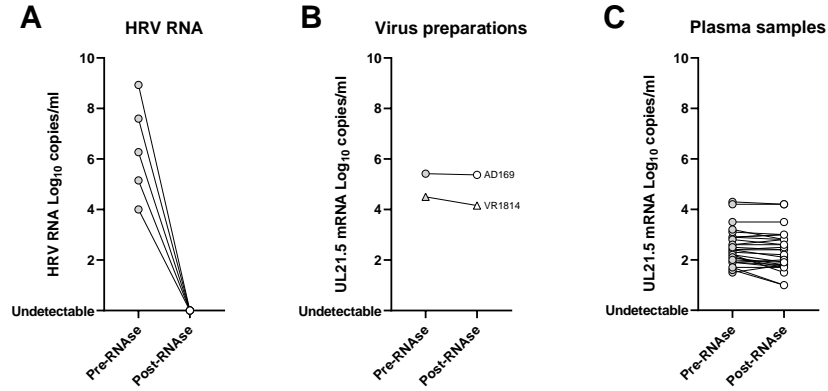 A
HRV RNA
HRV RNA Log10 copies/ml
10
8
6
4
2
Undetectable
Pre-RNAse
Post-RNAse
B
Virus preparations
UL21.5 mRNA Log10 copies/ml
10
8
6
4
2
Undetectable
AD169
VR1814
Pre-RNAse
Post-RNAse
C
Plasma samples
UL21.5 mRNA Log10 copies/ml
10
8
6
4
2
Undetectable
Pre-RNAse
Post-RNAse